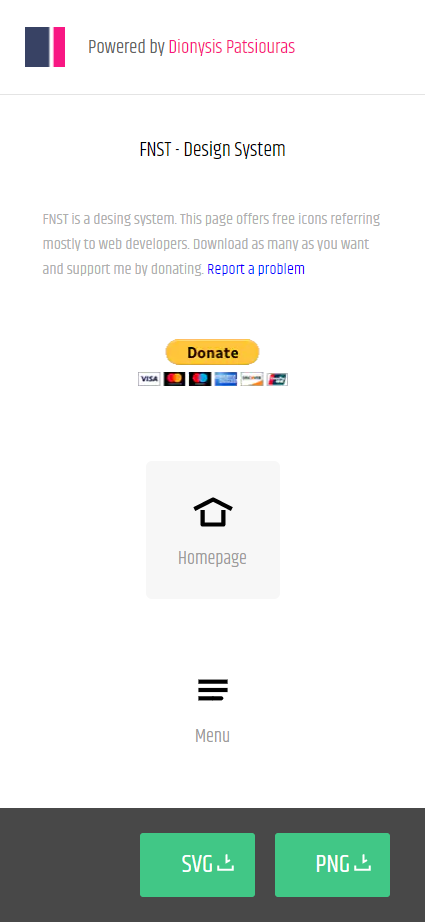 Powered by Dionysis Patsiouras
FNST - Design System
FNST is a desing system. This page offers free icons referring
mostly to web developers. Download as many as you want
and support me by donating. Report a problem
Donate
VISA DISCOVER
Homepage
Menu
SVG PNG